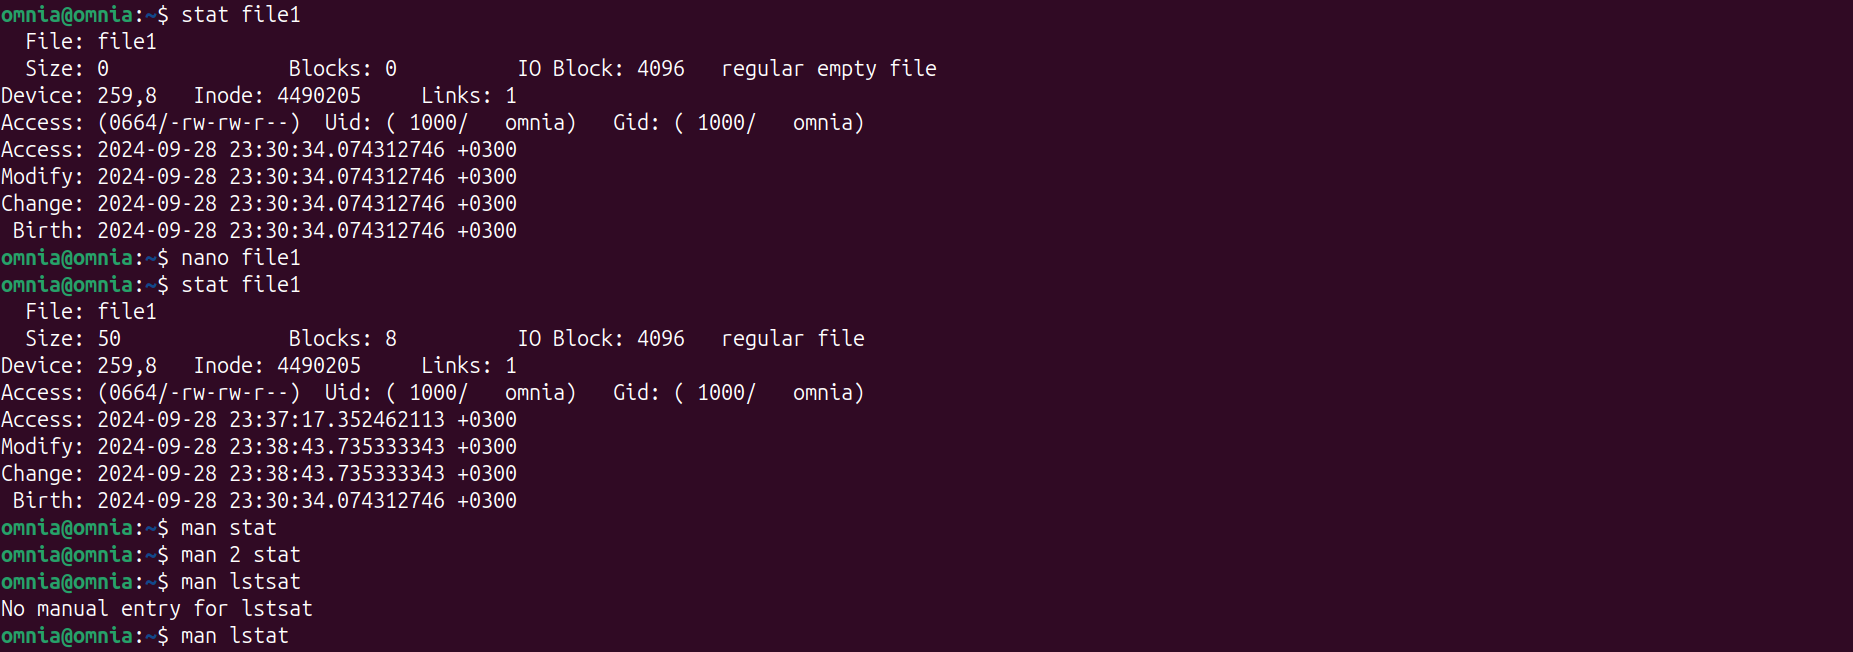 omnia@omnia:~$ stat file1
  File: file1
  Size: 0               Blocks: 0          IO Block: 4096   regular empty file
Device: 259,8   Inode: 4490205     Links: 1
Access: (0664/-rw-rw-r--)  Uid: ( 1000/   omnia)   Gid: ( 1000/   omnia)
Access: 2024-09-28 23:30:34.074312746 +0300
Modify: 2024-09-28 23:30:34.074312746 +0300
Change: 2024-09-28 23:30:34.074312746 +0300
 Birth: 2024-09-28 23:30:34.074312746 +0300
omnia@omnia:~$ nano file1
omnia@omnia:~$ stat file1
  File: file1
  Size: 50              Blocks: 8          IO Block: 4096   regular file
Device: 259,8   Inode: 4490205     Links: 1
Access: (0664/-rw-rw-r--)  Uid: ( 1000/   omnia)   Gid: ( 1000/   omnia)
Access: 2024-09-28 23:37:17.352462113 +0300
Modify: 2024-09-28 23:38:43.735333343 +0300
Change: 2024-09-28 23:38:43.735333343 +0300
 Birth: 2024-09-28 23:30:34.074312746 +0300
omnia@omnia:~$ man stat
omnia@omnia:~$ man 2 stat
omnia@omnia:~$ man lstsat
No manual entry for lstsat
omnia@omnia:~$ man lstat